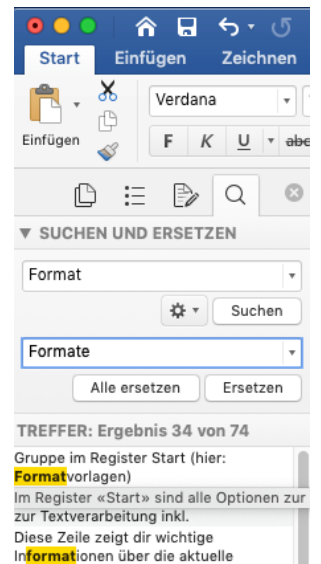 Start Einfügen Zeichnen
Verdana
Einfügen
F K U abc
SUCHEN UND ERSETZEN
Format
Suchen
Formate
Alle ersetzen Ersetzen
TREFFER: Ergebnis 34 von 74
Gruppe im Register Start (hier:
Formatvorlagen)
Im Register «Start» sind alle Optionen zur
zur Textverarbeitung inkl.
Diese Zeile zeigt dir wichtige
Informationen über die aktuelle